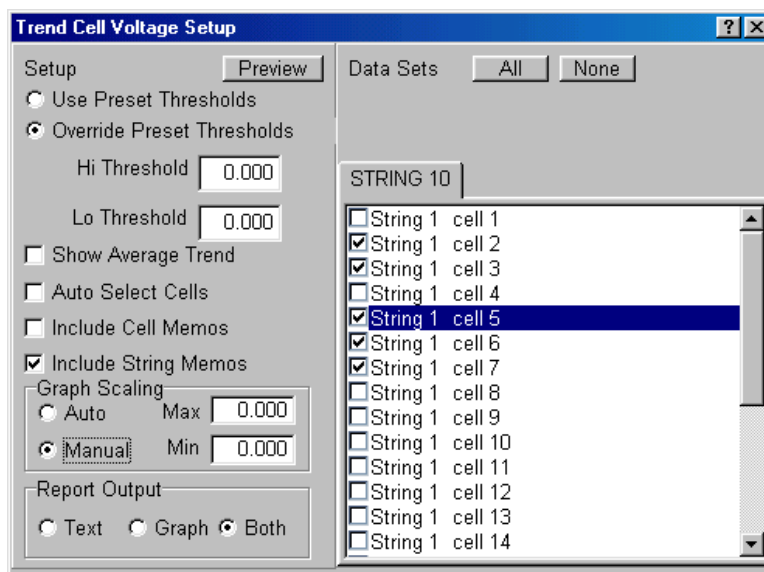 Trend Cell Voltage Setup
Setup Preview
Use Preset Thresholds
Override Preset Thresholds
Hi Threshold 0.000
Lo Threshold 0.000
Show Average Trend
Auto Select Cells
Include Cell Memos
Include String Memos
Graph Scaling
Auto Max 0.000
Manual Min 0.000
Report Output
Text Graph Both
Data Sets All None
STRING 10
String 1 cell 1
String 1 cell 2
String 1 cell 3
String 1 cell 4
String 1 cell 5
String 1 cell 6
String 1 cell 7
String 1 cell 8
String 1 cell 9
String 1 cell 10
String 1 cell 11
String 1 cell 12
String 1 cell 13
String 1 cell 14